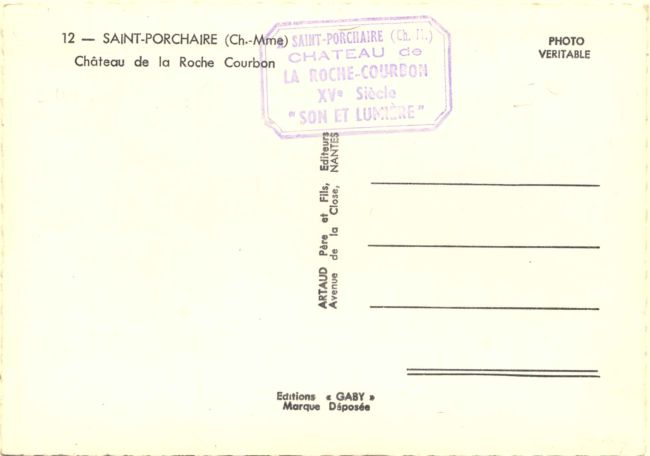 12 — SAINT-PORCHAIRE (Ch.-Mme)
Château de la Roche Courbon
SAINT-PORCHAIRE (Ch. M.)
CHATEAU de
LA ROCHE-COURBON
XVe Siècle
"SON ET LUMIÈRE"
PHOTO
VERITABLE
ARTAUD Père et Fils, Editeurs
Avenue de la Close, NANTES
Editions « GABY »
Marque Déposée